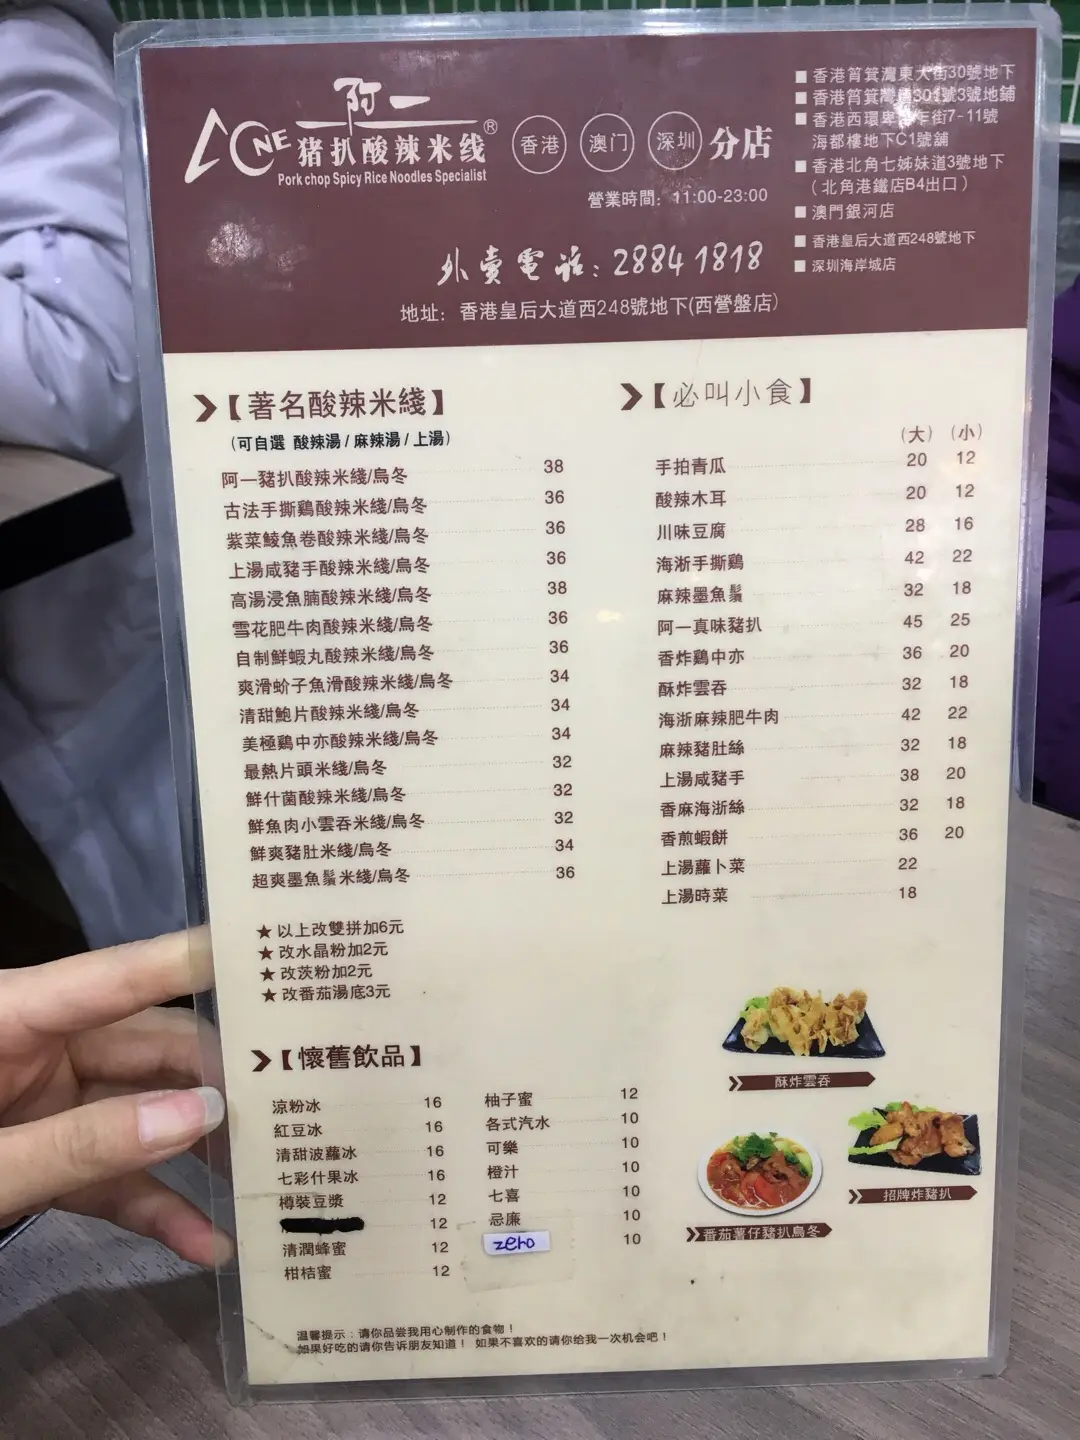 阿一
ONE 猪扒酸辣米线®
Pork chop Spicy Rice Noodles Specialist
香港 澳门 深圳 分店
營業時間：11:00-23:00
外賣電話：2884 1818
地址：香港皇后大道西248號地下(西營盤店)
■ 香港筲箕灣東大街30號地下
■ 香港筲箕灣道301號3號地鋪
■ 香港西環卑路乍街7-11號
海都樓地下C1號舖
■ 香港北角七姊妹道3號地下
（北角港鐵店B4出口）
■ 澳門銀河店
■ 香港皇后大道西248號地下
■ 深圳海岸城店
【著名酸辣米綫】
（可自選 酸辣湯/麻辣湯/上湯）
阿一豬扒酸辣米綫/烏冬 38
古法手撕鷄酸辣米綫/烏冬 36
紫菜鯪魚卷酸辣米綫/烏冬 36
上湯咸豬手酸辣米綫/烏冬 36
高湯浸魚腩酸辣米綫/烏冬 38
雪花肥牛肉酸辣米綫/烏冬 36
自制鮮蝦丸酸辣米綫/烏冬 36
爽滑蚧子魚滑酸辣米綫/烏冬 34
清甜鮑片酸辣米綫/烏冬 34
美極鷄中亦酸辣米綫/烏冬 34
最熱片頭米綫/烏冬 32
鮮什菌酸辣米綫/烏冬 32
鮮魚肉小雲吞米綫/烏冬 32
鮮爽豬肚米綫/烏冬 34
超爽墨魚鬚米綫/烏冬 36
★ 以上改雙拼加6元
★ 改水晶粉加2元
★ 改茨粉加2元
★ 改番茄湯底3元
【必叫小食】
（大）（小）
手拍青瓜 20 12
酸辣木耳 20 12
川味豆腐 28 16
海浙手撕鷄 42 22
麻辣墨魚鬚 32 18
阿一真味豬扒 45 25
香炸鷄中亦 36 20
酥炸雲吞 32 18
海浙麻辣肥牛肉 42 22
麻辣豬肚絲 32 18
上湯咸豬手 38 20
香麻海浙絲 32 18
香煎蝦餅 36 20
上湯蘿卜菜 22
上湯時菜 18
【懷舊飲品】
涼粉冰 16
紅豆冰 16
清甜波蘿冰 16
七彩什果冰 16
樽裝豆漿 12
12
清潤蜂蜜 12
柑桔蜜 12
柚子蜜 12
各式汽水 10
可樂 10
橙汁 10
七喜 10
忌廉 10
zero 10
酥炸雲吞
招牌炸豬扒
番茄薯仔豬扒烏冬
温馨提示：请你品尝我用心制作的食物！
如果好吃的请你告诉朋友知道！ 如果不喜欢的请你给我一次机会吧！